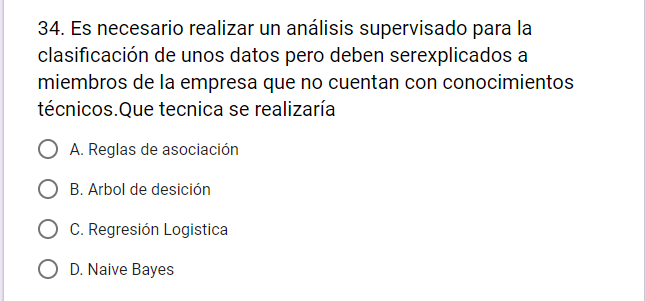 34. Es necesario realizar un análisis supervisado para la
clasificación de unos datos pero deben serexplicados a
miembros de la empresa que no cuentan con conocimientos
técnicos.Que tecnica se realizaría
A. Reglas de asociación
B. Arbol de desición
C. Regresión Logistica
D. Naive Bayes